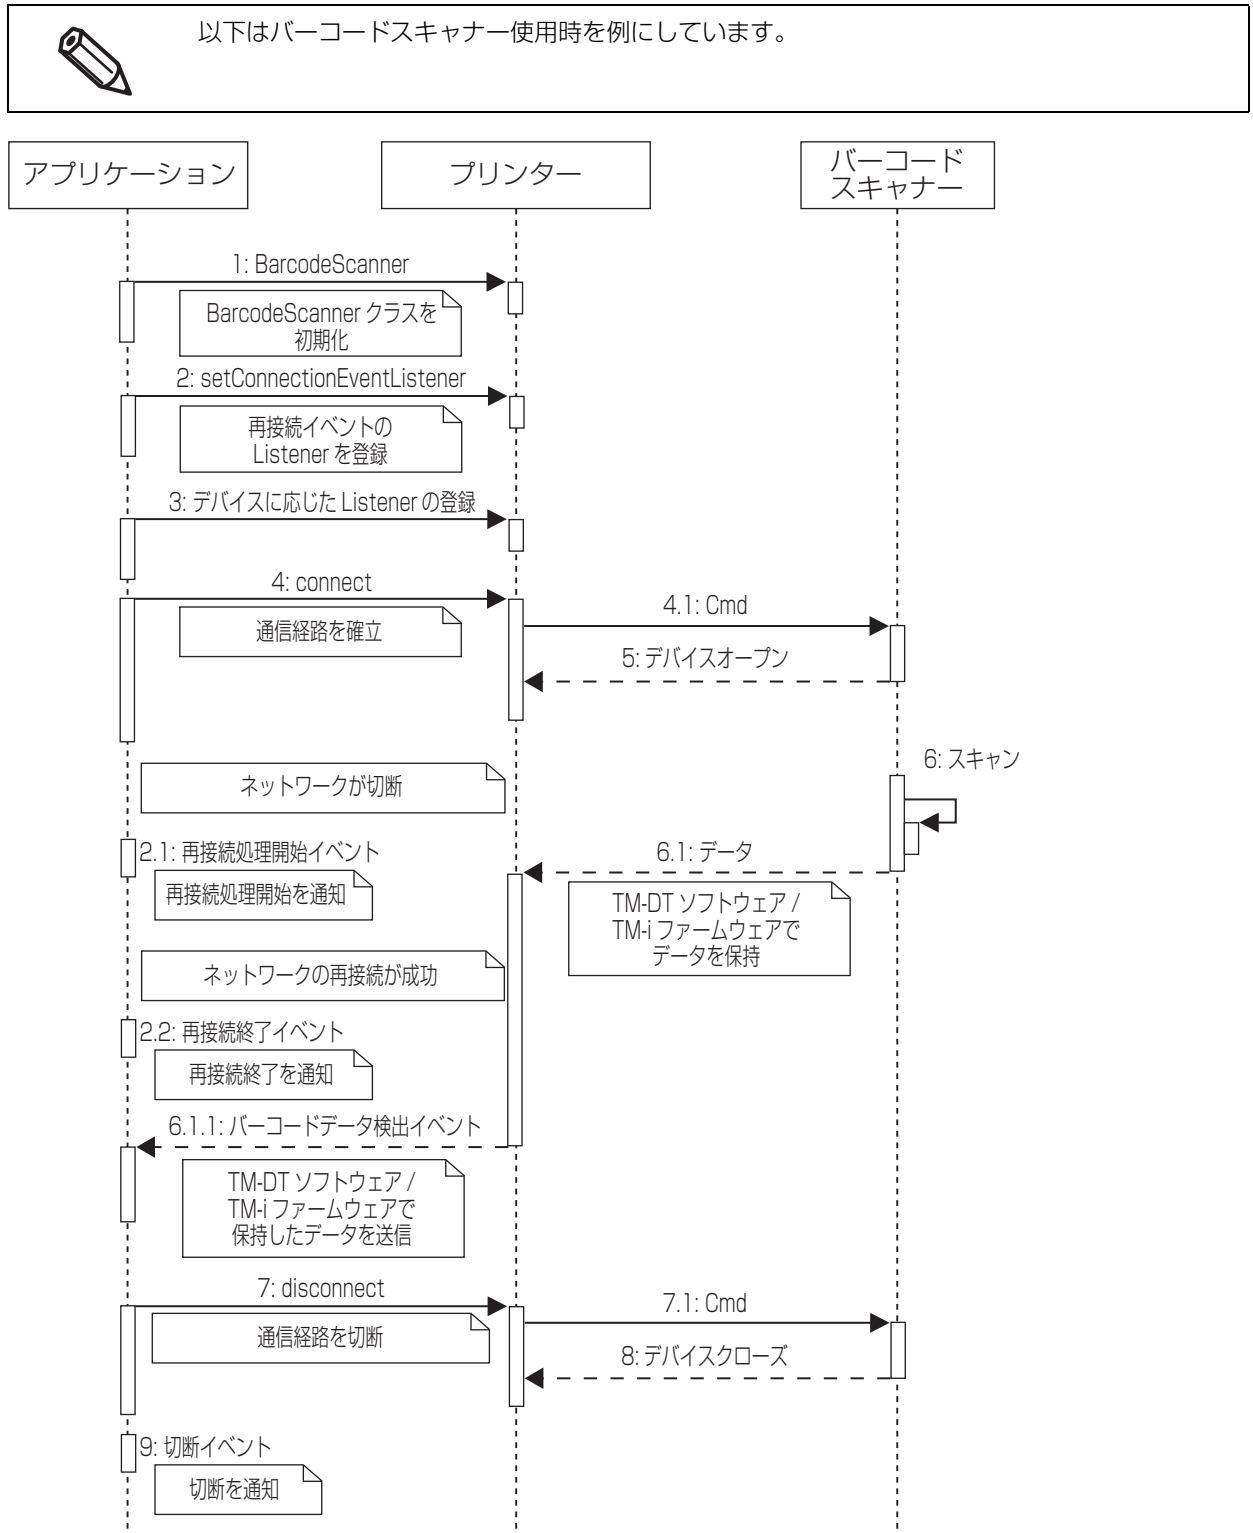 以下はバーコードスキャナー使用時を例にしています。
アプリケーション
プリンター
バーコード
スキャナー
1: BarcodeScanner
BarcodeScanner クラスを
初期化
2: setConnectionEventListener
再接続イベントの
Listener を登録
3: デバイスに応じた Listener の登録
4: connect
通信経路を確立
4.1: Cmd
5: デバイスオープン
6: スキャン
ネットワークが切断
2.1: 再接続処理開始イベント
再接続処理開始を通知
6.1: データ
TM-DT ソフトウェア /
TM-i ファームウェアで
データを保持
ネットワークの再接続が成功
2.2: 再接続終了イベント
再接続終了を通知
6.1.1: バーコードデータ検出イベント
TM-DT ソフトウェア /
TM-i ファームウェアで
保持したデータを送信
7: disconnect
通信経路を切断
7.1: Cmd
8: デバイスクローズ
9: 切断イベント
切断を通知